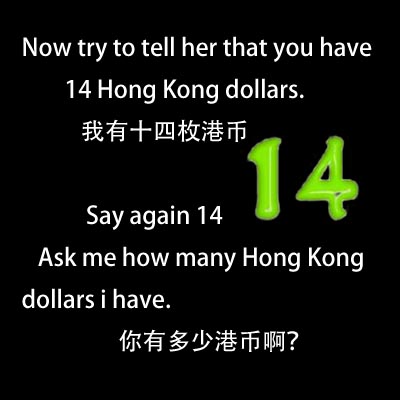 Now try to tell her that you have
14 Hong Kong dollars.
我有十四枚港币
14
Say again 14
Ask me how many Hong Kong
dollars i have.
你有多少港币啊?